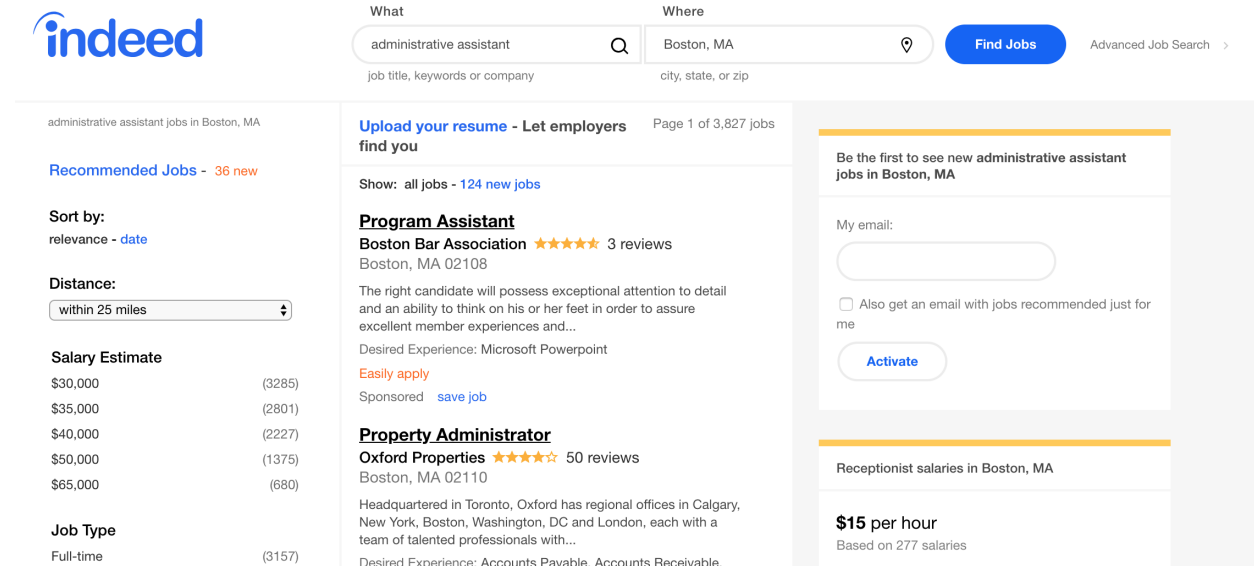 indeed
What
Where
administrative assistant
Boston, MA
Find Jobs
Advanced Job Search
job title, keywords or company
city, state, or zip
administrative assistant jobs in Boston, MA
Recommended Jobs - 36 new
Sort by:
relevance - date
Distance:
within 25 miles
Salary Estimate
$30,000 (3285)
$35,000 (2801)
$40,000 (2227)
$50,000 (1375)
$65,000 (680)
Job Type
Full-time (3157)
Upload your resume - Let employers
find you
Page 1 of 3,827 jobs
Show: all jobs - 124 new jobs
Program Assistant
Boston Bar Association 3 reviews
Boston, MA 02108
The right candidate will possess exceptional attention to detail
and an ability to think on his or her feet in order to assure
excellent member experiences and...
Desired Experience: Microsoft Powerpoint
Easily apply
Sponsored save job
Property Administrator
Oxford Properties 50 reviews
Boston, MA 02110
Headquartered in Toronto, Oxford has regional offices in Calgary,
New York, Boston, Washington, DC and London, each with a
team of talented professionals with...
Desired Experience: Accounts Payable, Accounts Receivable,
Be the first to see new administrative assistant
jobs in Boston, MA
My email:
Also get an email with jobs recommended just for
me
Activate
Receptionist salaries in Boston, MA
$15 per hour
Based on 277 salaries